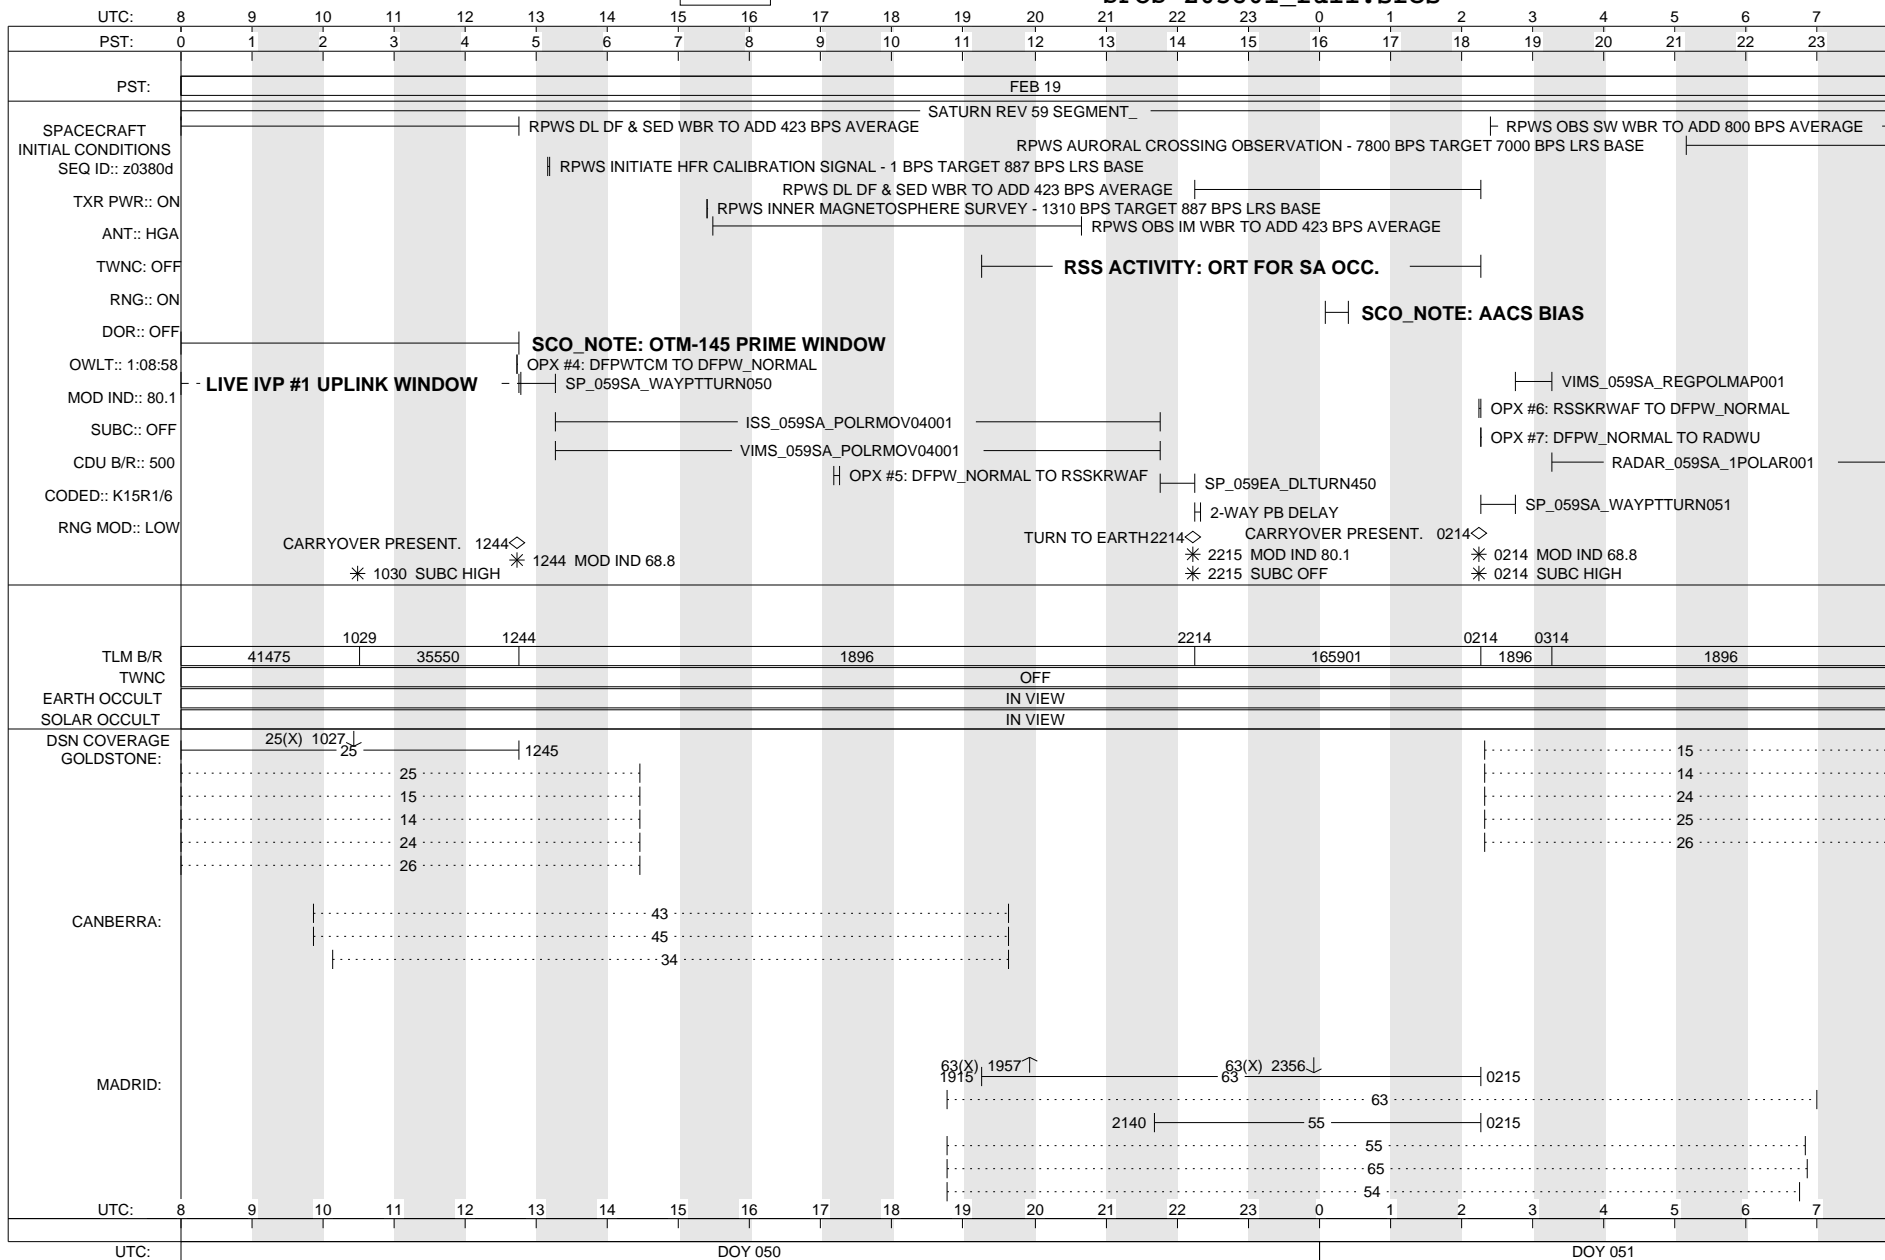 UTC: 8 9 10 11 12 13 14 15 16 17 18 19 20 21 22 23 0 1 2 3 4 5 6 7
PST: 0 1 2 3 4 5 6 7 8 9 10 11 12 13 14 15 16 17 18 19 20 21 22 23
PST: FEB 19
SATURN REV 59 SEGMENT_
SPACECRAFT
INITIAL CONDITIONS
SEQ ID:: z0380d
TXR PWR:: ON
ANT:: HGA
TWNC: OFF
RNG:: ON
DOR:: OFF
OWLT:: 1:08:58
MOD IND:: 80.1
SUBC:: OFF
CDU B/R:: 500
CODED:: K15R1/6
RNG MOD:: LOW
RPWS DL DF & SED WBR TO ADD 423 BPS AVERAGE
RPWS OBS SW WBR TO ADD 800 BPS AVERAGE
RPWS AURORAL CROSSING OBSERVATION - 7800 BPS TARGET 7000 BPS LRS BASE
RPWS INITIATE HFR CALIBRATION SIGNAL - 1 BPS TARGET 887 BPS LRS BASE
RPWS DL DF & SED WBR TO ADD 423 BPS AVERAGE
RPWS INNER MAGNETOSPHERE SURVEY - 1310 BPS TARGET 887 BPS LRS BASE
RPWS OBS IM WBR TO ADD 423 BPS AVERAGE
RSS ACTIVITY: ORT FOR SA OCC.
SCO_NOTE: AACS BIAS
SCO_NOTE: OTM-145 PRIME WINDOW
OPX #4: DFPWTCM TO DFPW_NORMAL
LIVE IVP #1 UPLINK WINDOW
SP_059SA_WAYPTTURN050
VIMS_059SA_REGPOLMAP001
OPX #6: RSSKRWAF TO DFPW_NORMAL
ISS_059SA_POLRMOV04001
OPX #7: DFPW_NORMAL TO RADWU
VIMS_059SA_POLRMOV04001
RADAR_059SA_1POLAR001
OPX #5: DFPW_NORMAL TO RSSKRWAF
SP_059EA_DLTURN450
SP_059SA_WAYPTTURN051
2-WAY PB DELAY
CARRYOVER PRESENT. 1244
TURN TO EARTH 2214
CARRYOVER PRESENT. 0214
1244 MOD IND 68.8
2215 MOD IND 80.1
0214 MOD IND 68.8
1030 SUBC HIGH
2215 SUBC OFF
0214 SUBC HIGH
1029 1244 2214 0214 0314
TLM B/R 41475 35550 1896 165901 1896 1896
TWNC OFF
EARTH OCCULT IN VIEW
SOLAR OCCULT IN VIEW
DSN COVERAGE
GOLDSTONE:
25(X) 1027
25 1245
15
25
14
15
24
14
25
24
26
26
CANBERRA:
43
45
34
MADRID:
63(X) 1957
63(X) 2356
1915 63 0215
63
2140 55 0215
55
65
54
UTC: 8 9 10 11 12 13 14 15 16 17 18 19 20 21 22 23 0 1 2 3 4 5 6 7
UTC: DOY 050 DOY 051